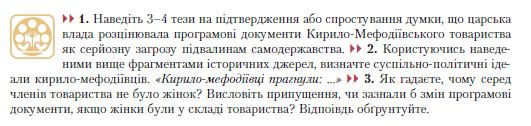 ▸▸ 1. Наведіть 3–4 тези на підтвердження або спростування думки, що царська
влада розцінювала програмові документи Кирило-Мефодіївського товариства
як серйозну загрозу підвалинам самодержавства. ▸▸ 2. Користуючись наведе-
ними вище фрагментами історичних джерел, визначте суспільно-політичні іде-
али кирило-мефодіївців. «Кирило-мефодіївці прагнули: ...» ▸▸ 3. Як гадаєте, чому серед
членів товариства не було жінок? Висловіть припущення, чи зазнали б змін програмові
документи, якщо жінки були у складі товариства? Відповідь обґрунтуйте.